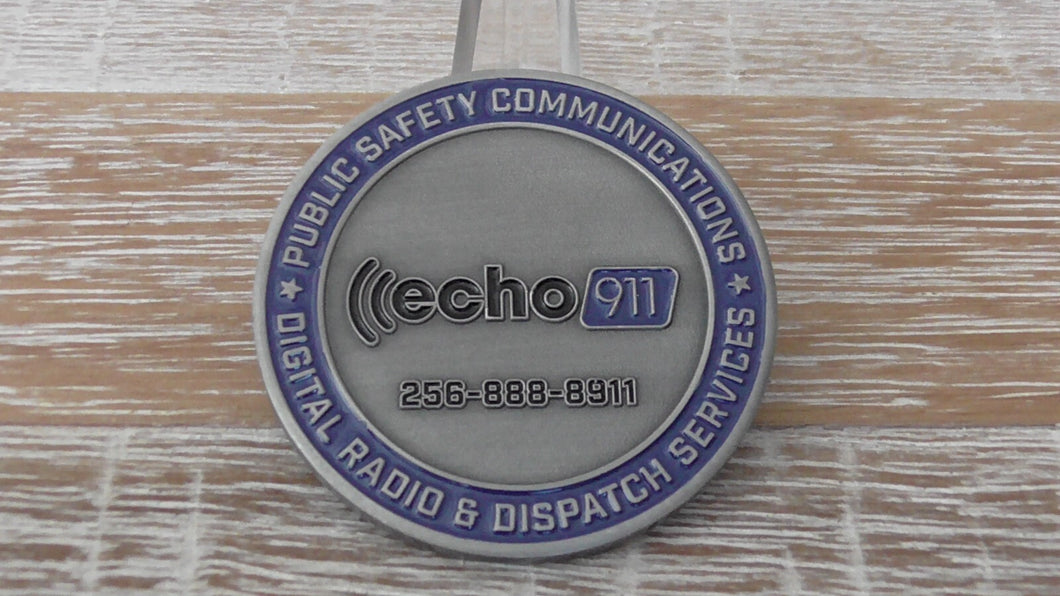 PUBLIC SAFETY COMMUNICATIONS
echo 911
256-888-8911
DIGITAL RADIO & DISPATCH SERVICES